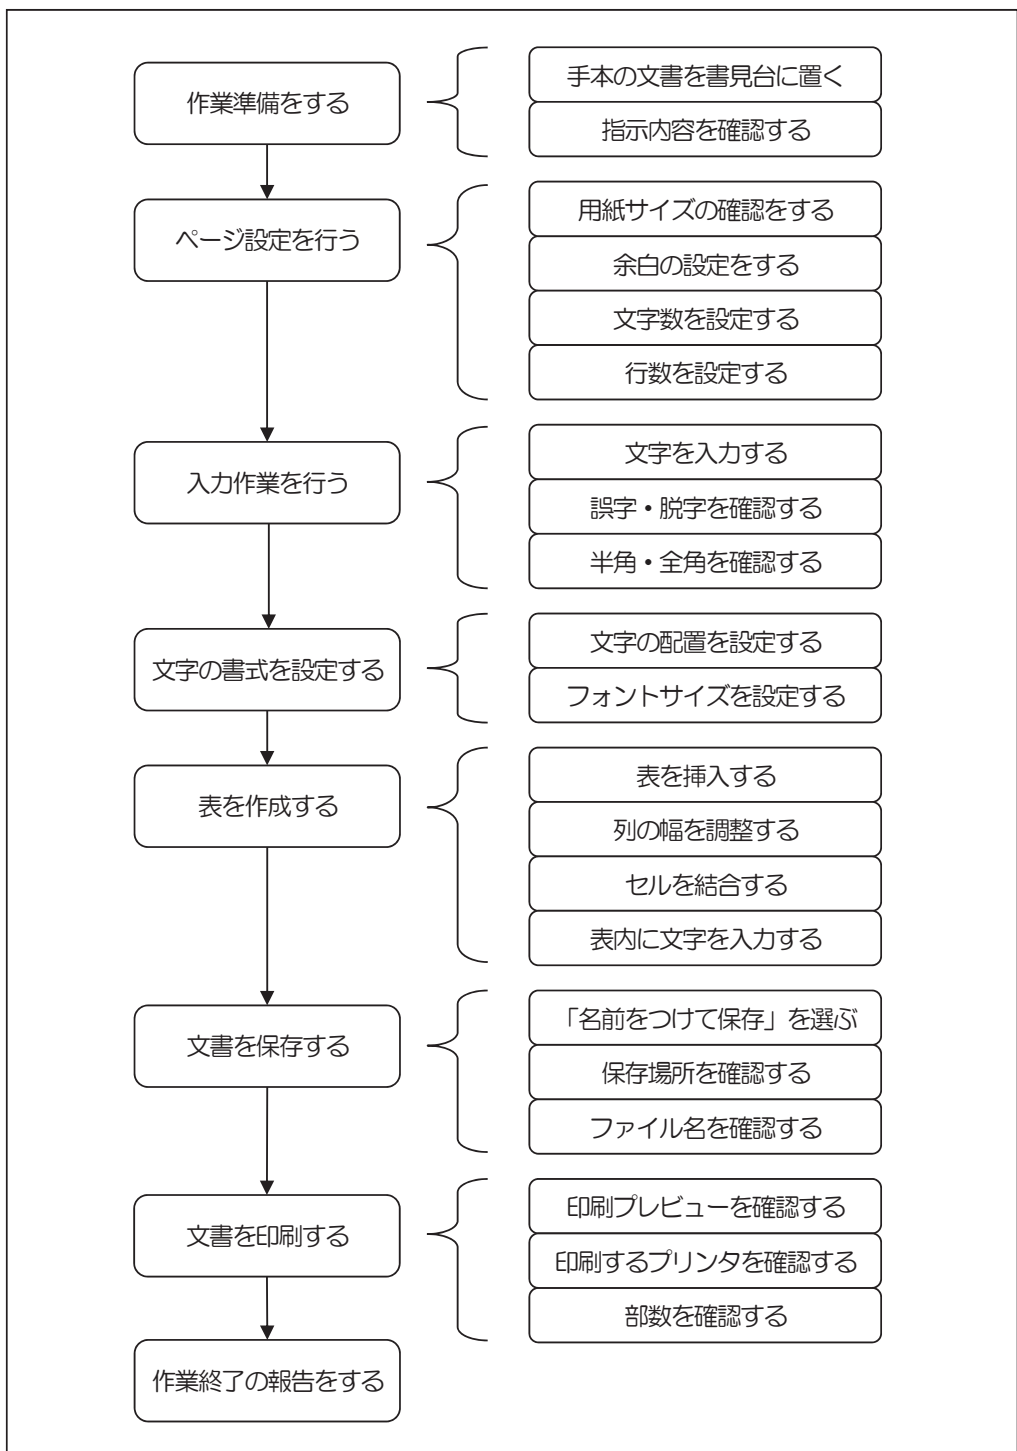 作業準備をする
手本の文書を書見台に置く
指示内容を確認する
ページ設定を行う
用紙サイズの確認をする
余白の設定をする
文字数を設定する
行数を設定する
入力作業を行う
文字を入力する
誤字・脱字を確認する
半角・全角を確認する
文字の書式を設定する
文字の配置を設定する
フォントサイズを設定する
表を作成する
表を挿入する
列の幅を調整する
セルを結合する
表内に文字を入力する
文書を保存する
「名前をつけて保存」を選ぶ
保存場所を確認する
ファイル名を確認する
文書を印刷する
印刷プレビューを確認する
印刷するプリンタを確認する
部数を確認する
作業終了の報告をする